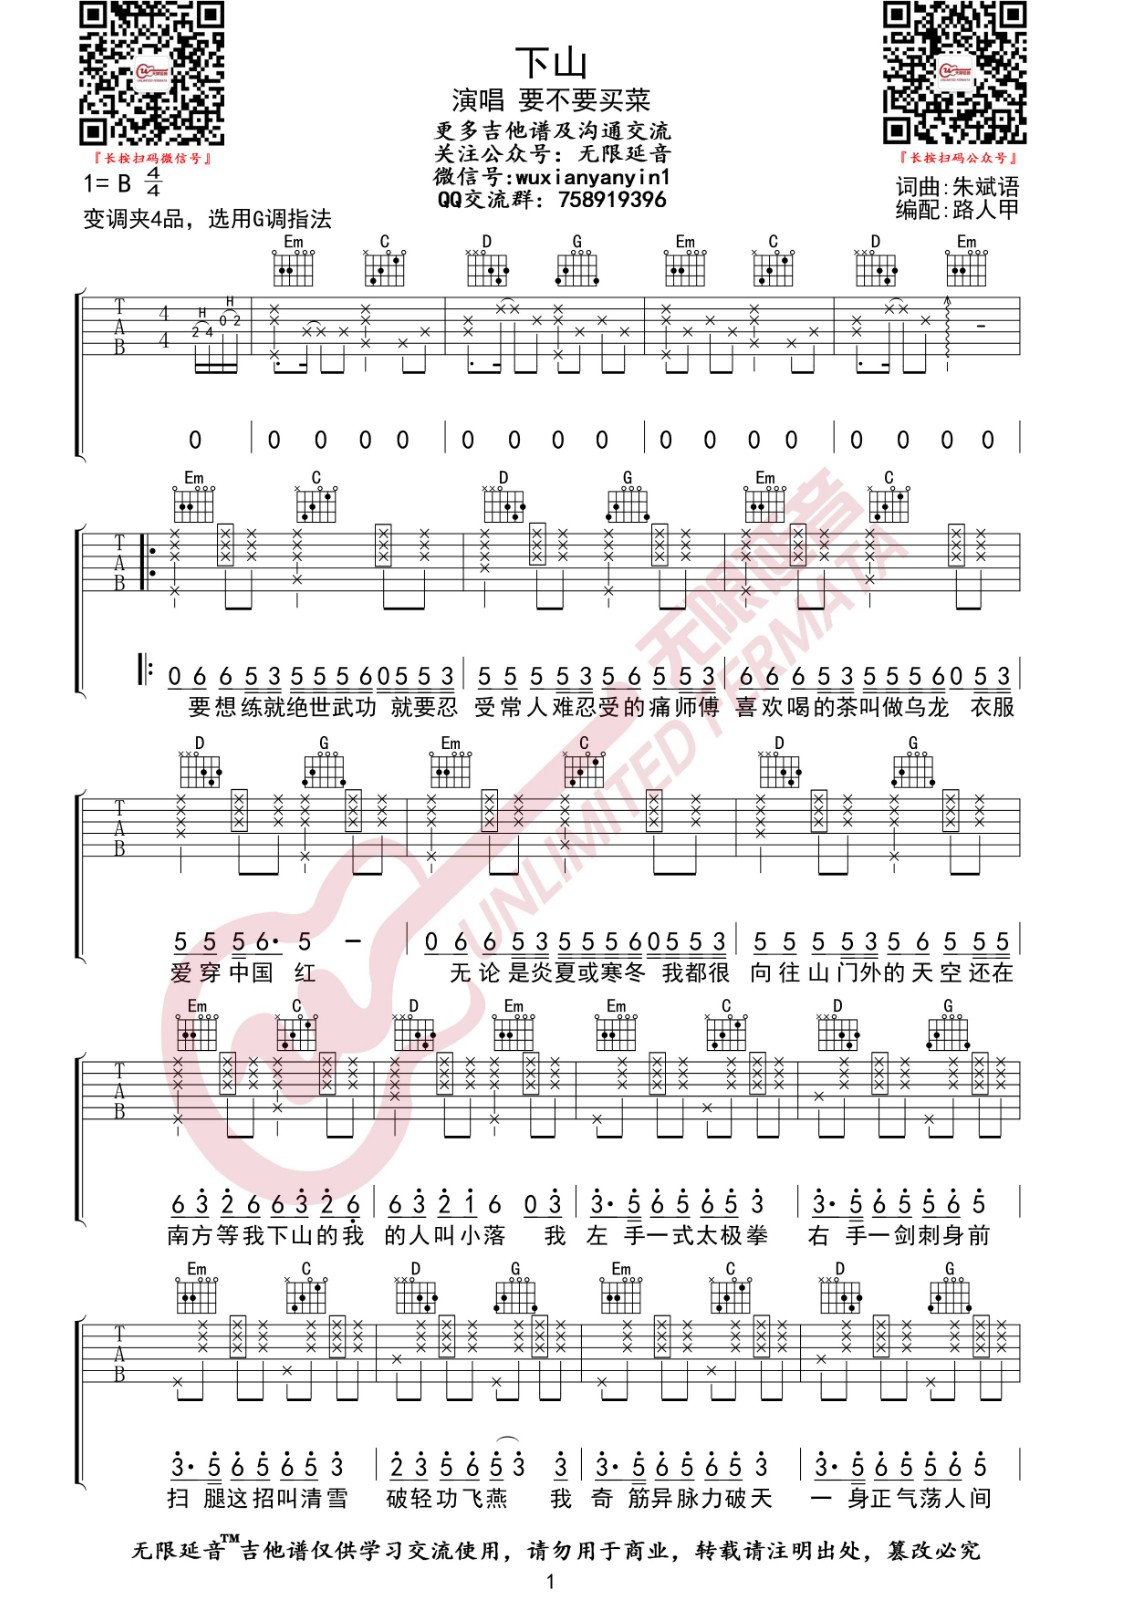 下山
演唱 要不要买菜
更多吉他谱及沟通交流
关注公众号：无限延音
微信号:wuxianyanyin1
QQ交流群：758919396
『长按扫码微信号』
『长按扫码公众号』
1= B 4/4
变调夹4品，选用G调指法
词曲:朱斌语
编配:路人甲
Em C D G Em C D Em
T A B 4 4 H 2 4 H 0 2
0 0 0 0 0 0 0 0 0 0 0 0 0 0 0 0 0
Em C D G Em C
T A B
0 6 6 5 3 5 5 5 6 0 5 5 3 5 5 5 5 3 5 6 5 5 5 3 6 6 6 5 3 5 5 5 6 0 5 3
要想练就绝世武功 就要忍 受常人难忍受的痛师傅 喜欢喝的茶叫做乌龙 衣服
D G Em C D G
T A B
5 5 5 6· 5 — 0 6 6 5 3 5 5 5 6 0 5 5 3 5 5 5 5 3 5 6 5 5 5
爱穿中国 红 无论是炎夏或寒冬 我都很 向往山门外的天空还在
Em C D G Em C D G
T A B
6 3 2 6 6 3 2 6 6 3 2 1 6 0 3 3· 5 6 5 6 5 3 3· 5 6 5 5 6 5
南方等我下山的我 的人叫小落 我 左 手一式太极拳 右 手一剑刺身前
Em C D G Em C D G
T A B
3· 5 6 5 6 5 3 2 3 5 6 5 3 3 3· 5 6 5 6 5 3 3· 5 6 5 6 6 5
扫 腿这招叫清雪 破轻功飞燕 我 奇 筋异脉力破天 一 身正气荡人间
无限延音™吉他谱仅供学习交流使用，请勿用于商业，转载请注明出处，篡改必究
1
无限延音
UNLIMITED FERMATA